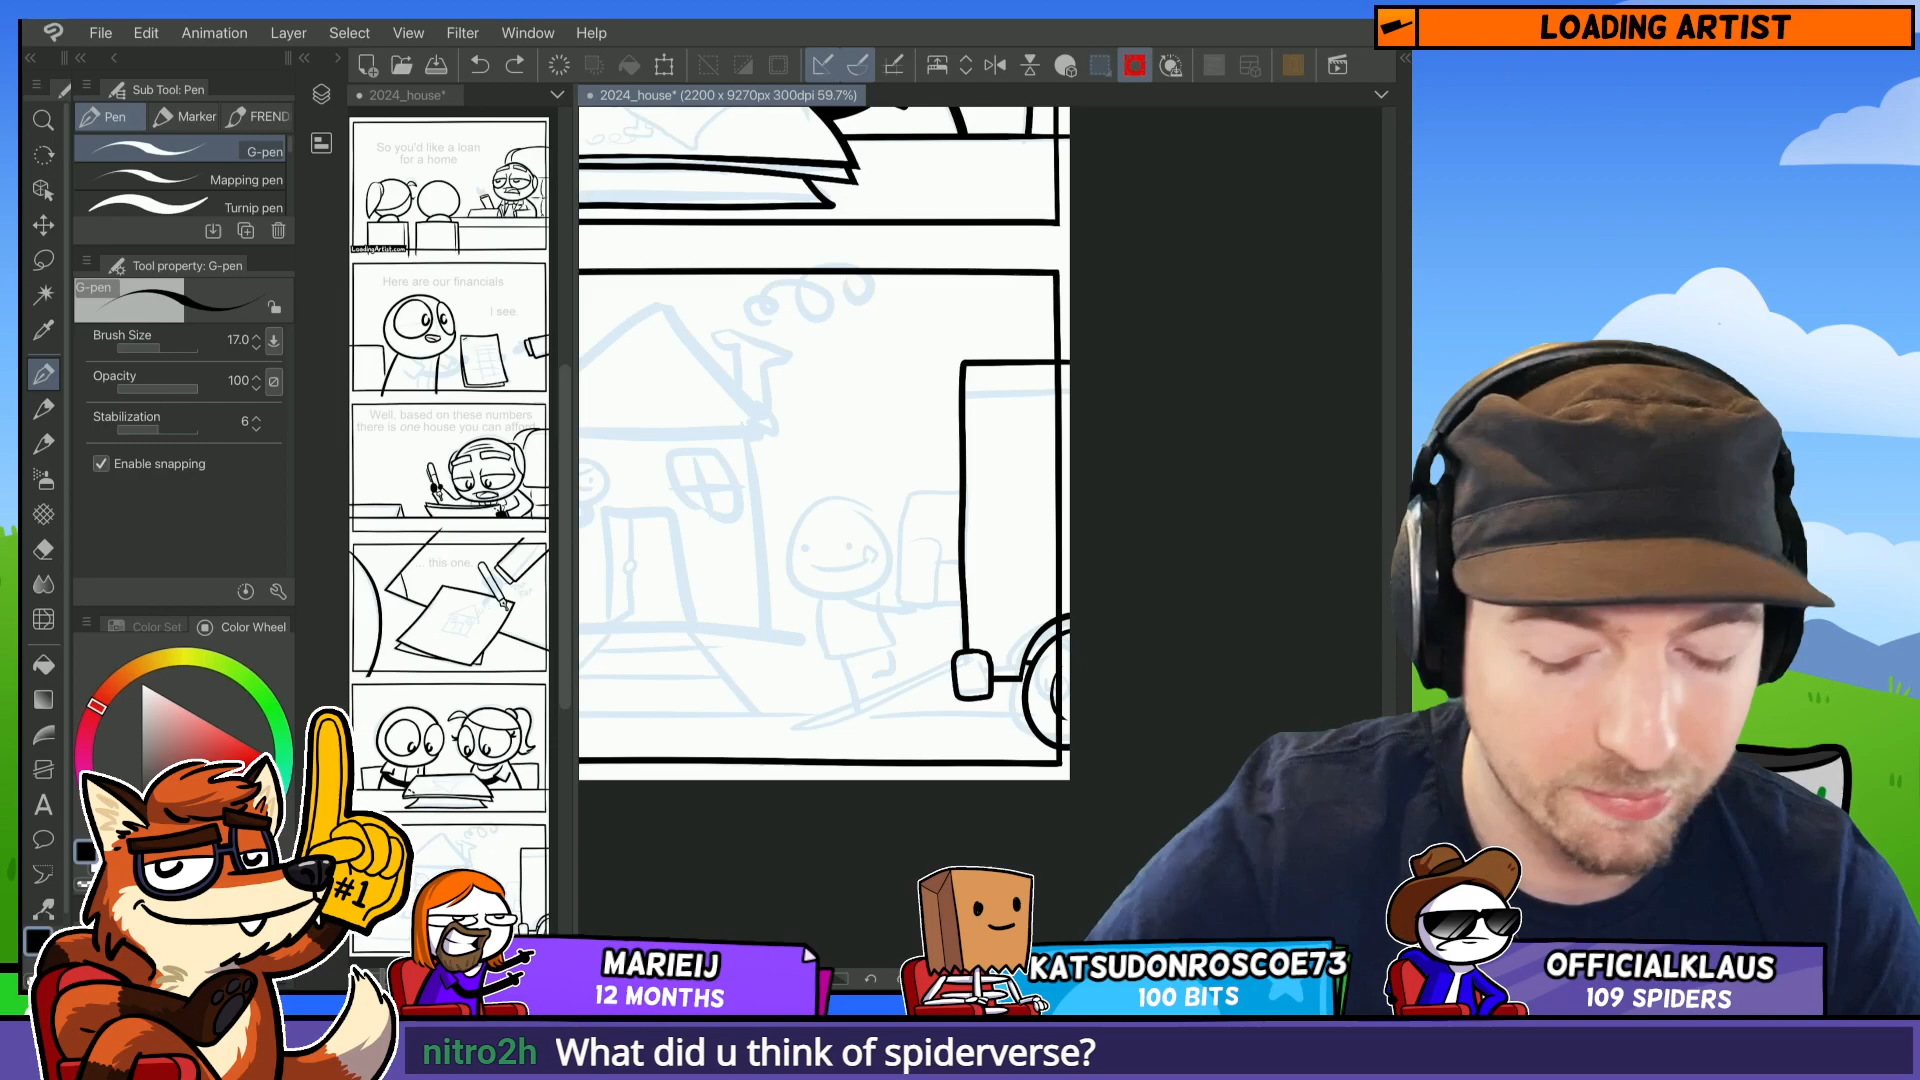 LOADING ARTIST
File Edit Animation Layer Select View Filter Window Help
Sub Tool: Pen
Pen Marker FREND
G-pen
Mapping pen
Turnip pen
Tool property: G-pen
G-pen
Brush Size 17.0
Opacity 100
Stabilization 6
Enable snapping
Color Set Color Wheel
2024_house*
2024_house* (2200 x 9270px 300dpi 59.7%)
So you'd like a loan
for a home
LoadingArtist.com
Here are our financials
I see.
Well, based on these numbers
there is one house you can afford
... this one.
#1
MARIEIJ
12 MONTHS
KATSUDONROSCOE73
100 BITS
OFFICIALKLAUS
109 SPIDERS
nitro2h What did u think of spiderverse?